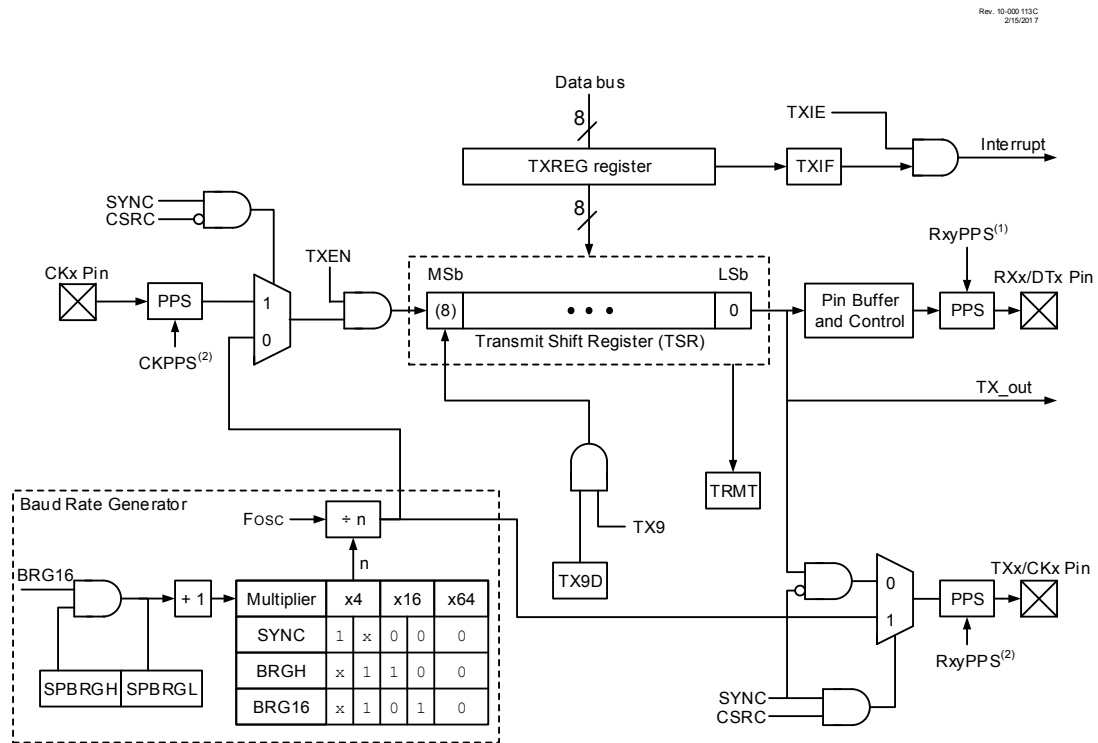 Rev. 10-000 113C
2/15/2017
Data bus
8
TXIE
Interrupt
TXREG register
TXIF
SYNC
CSRC
8
RxyPPS(1)
CKx Pin
TXEN
MSb
LSb
RXx/DTx Pin
PPS
1
0
(8)
• • •
0
Pin Buffer
and Control
PPS
Transmit Shift Register (TSR)
CKPPS(2)
TX_out
TRMT
Baud Rate Generator
FOSC
÷ n
TX9
n
TX9D
BRG16
+ 1
Multiplier x4 x16 x64
SYNC 1 x 0 0 0
BRGH x 1 1 0 0
BRG16 x 1 0 1 0
SPBRGH SPBRGL
TXx/CKx Pin
0
1
PPS
RxyPPS(2)
SYNC
CSRC